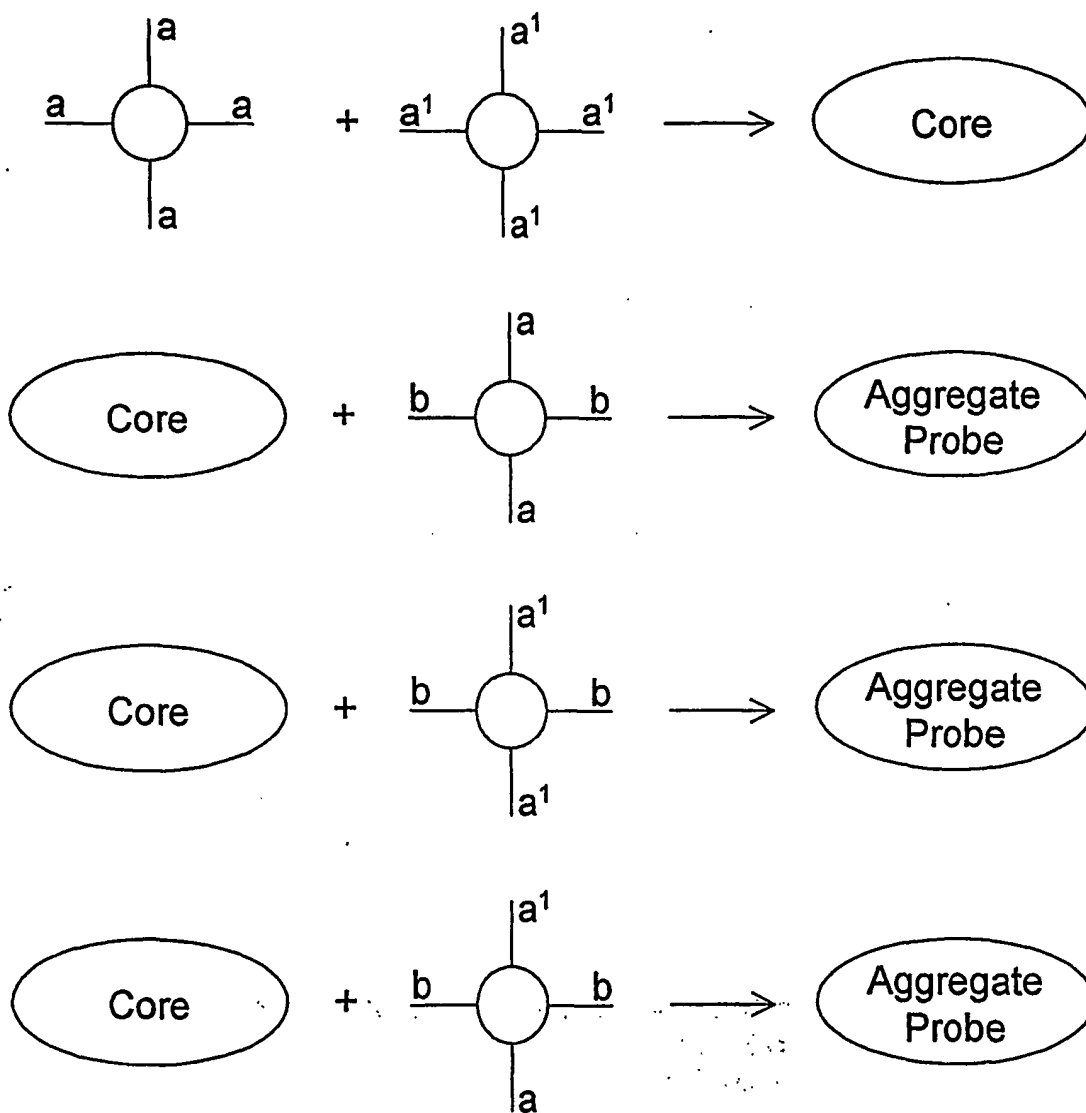 a
a a + a¹ a¹ a¹ → Core
a a¹
a
Core + b b → Aggregate
Probe
a
a¹
Core + b b → Aggregate
Probe
a¹
a¹
Core + b b → Aggregate
Probe
a